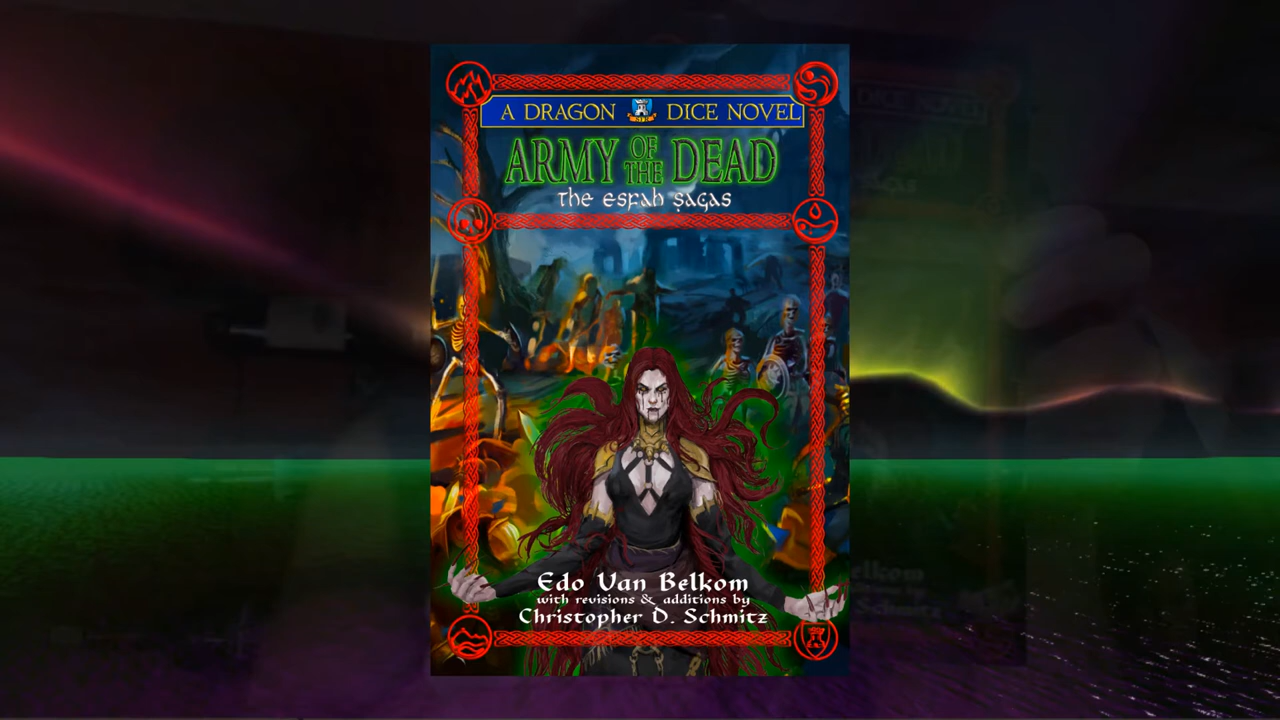 A DRAGON SFR DICE NOVEL
ARMY OF THE DEAD
the esfah sagas
Edo Van Belkom
with revisions & additions by
Christopher D. Schmitz